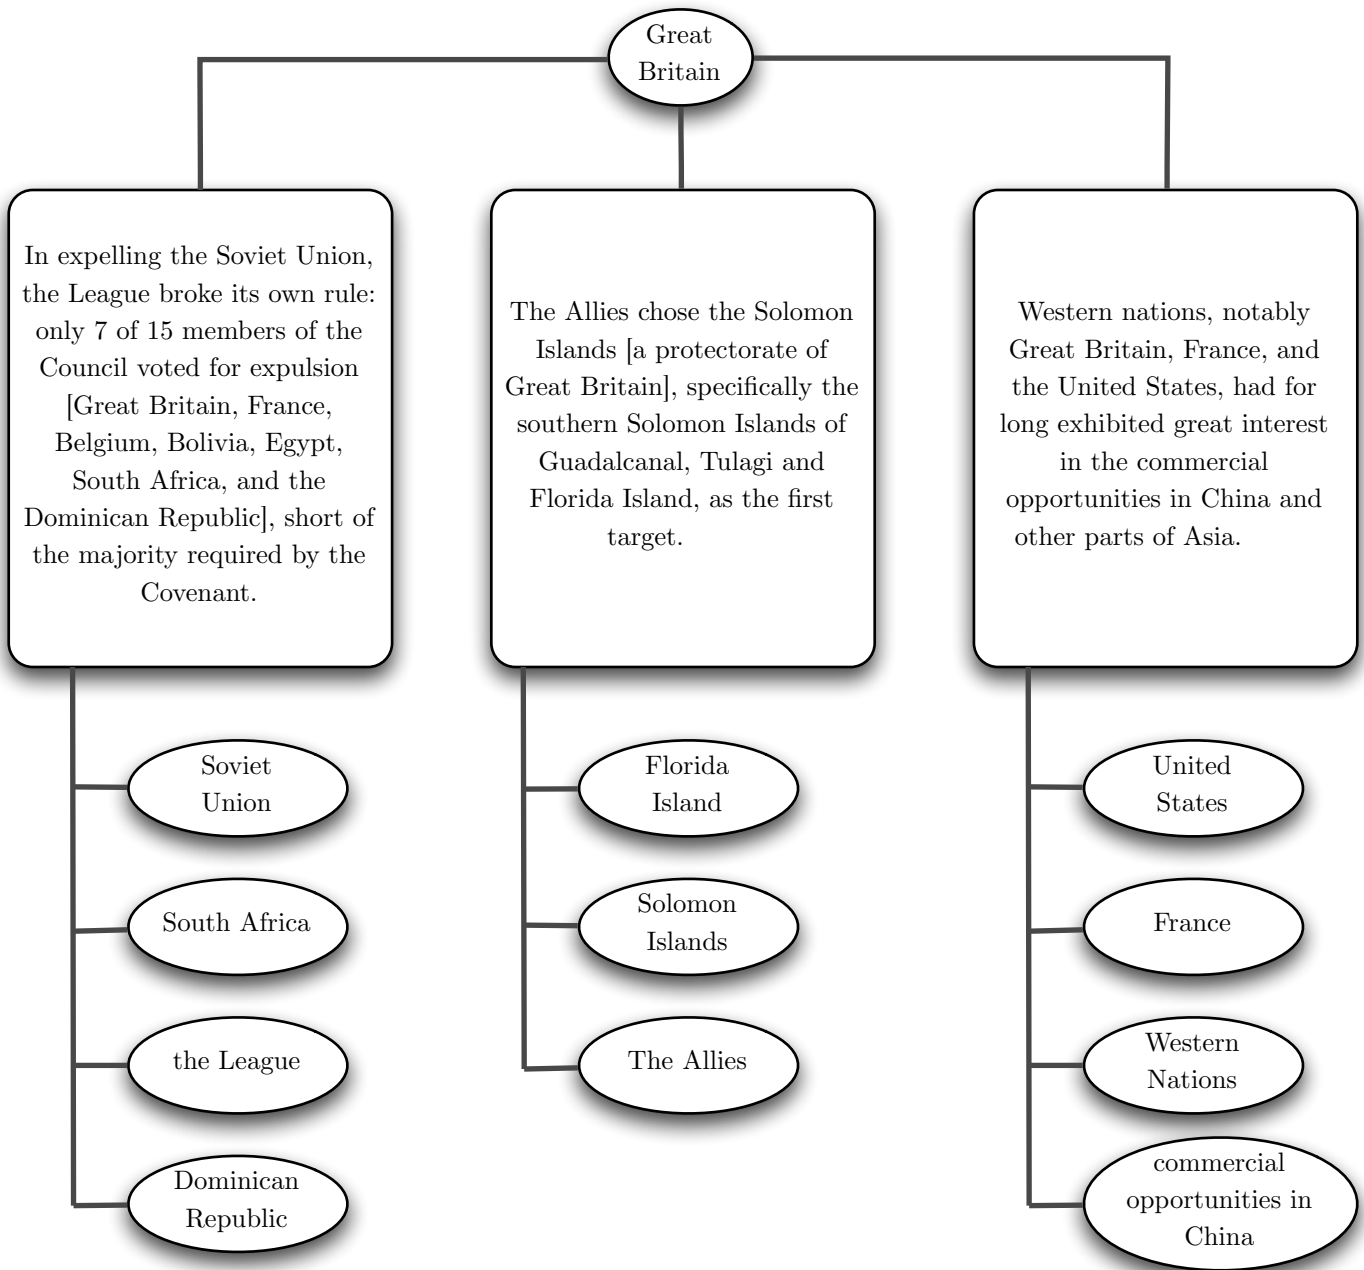 Great
Britain
In expelling the Soviet Union,
the League broke its own rule:
only 7 of 15 members of the
Council voted for expulsion
[Great Britain, France,
Belgium, Bolivia, Egypt,
South Africa, and the
Dominican Republic], short of
the majority required by the
Covenant.
The Allies chose the Solomon
Islands [a protectorate of
Great Britain], specifically the
southern Solomon Islands of
Guadalcanal, Tulagi and
Florida Island, as the first
target.
Western nations, notably
Great Britain, France, and
the United States, had for
long exhibited great interest
in the commercial
opportunities in China and
other parts of Asia.
Soviet
Union
South Africa
the League
Dominican
Republic
Florida
Island
Solomon
Islands
The Allies
United
States
France
Western
Nations
commercial
opportunities in
China